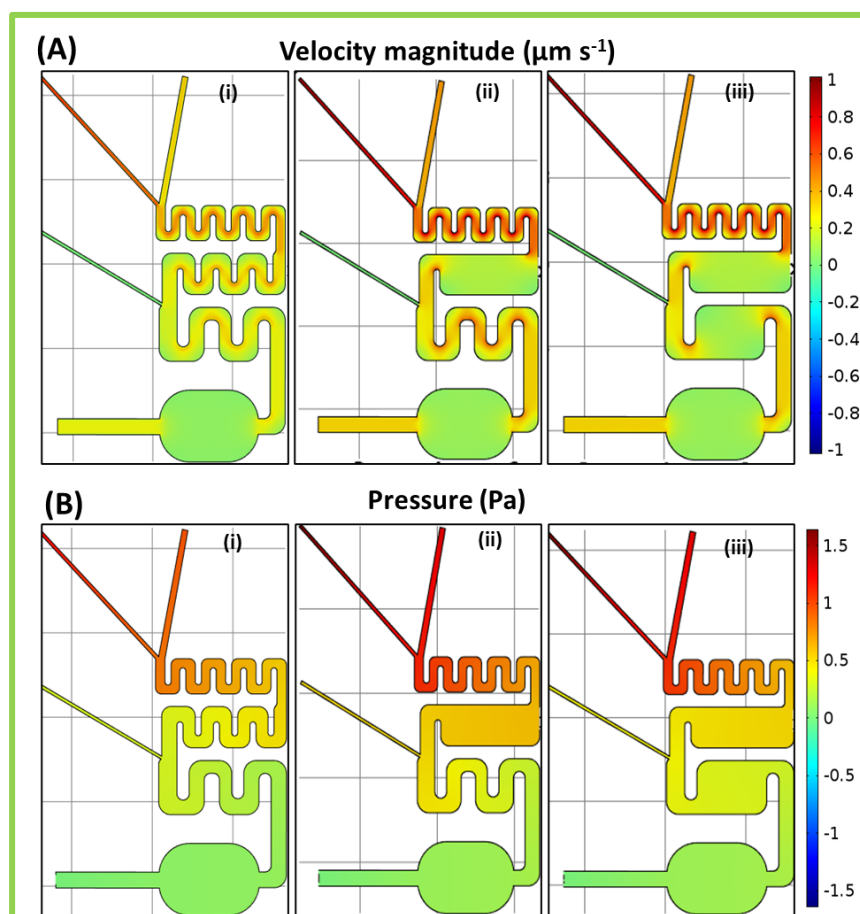 (A)
Velocity magnitude (μm s⁻¹)
(i)
(ii)
(iii)
1
0.8
0.6
0.4
0.2
0
-0.2
-0.4
-0.6
-0.8
-1
(B)
Pressure (Pa)
(i)
(ii)
(iii)
1.5
1
0.5
0
-0.5
-1
-1.5